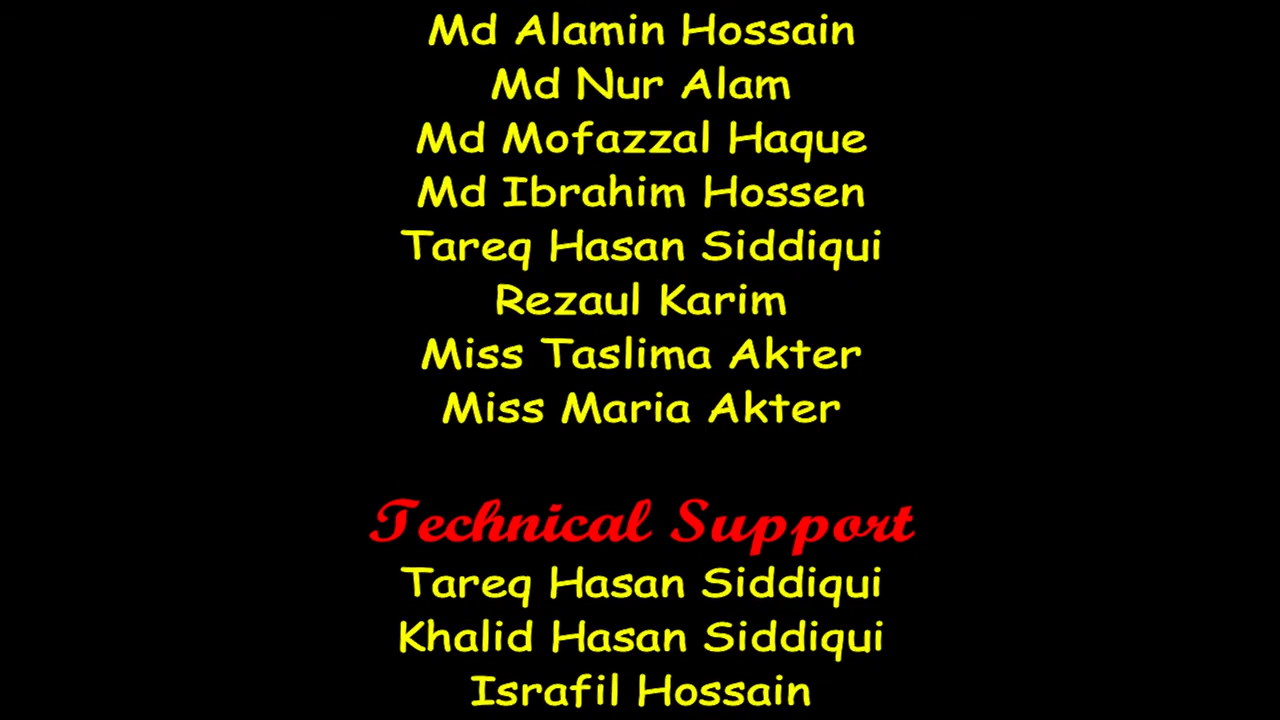 Md Alamin Hossain
Md Nur Alam
Md Mofazzal Haque
Md Ibrahim Hossen
Tareq Hasan Siddiqui
Rezaul Karim
Miss Taslima Akter
Miss Maria Akter
Technical Support
Tareq Hasan Siddiqui
Khalid Hasan Siddiqui
Israfil Hossain